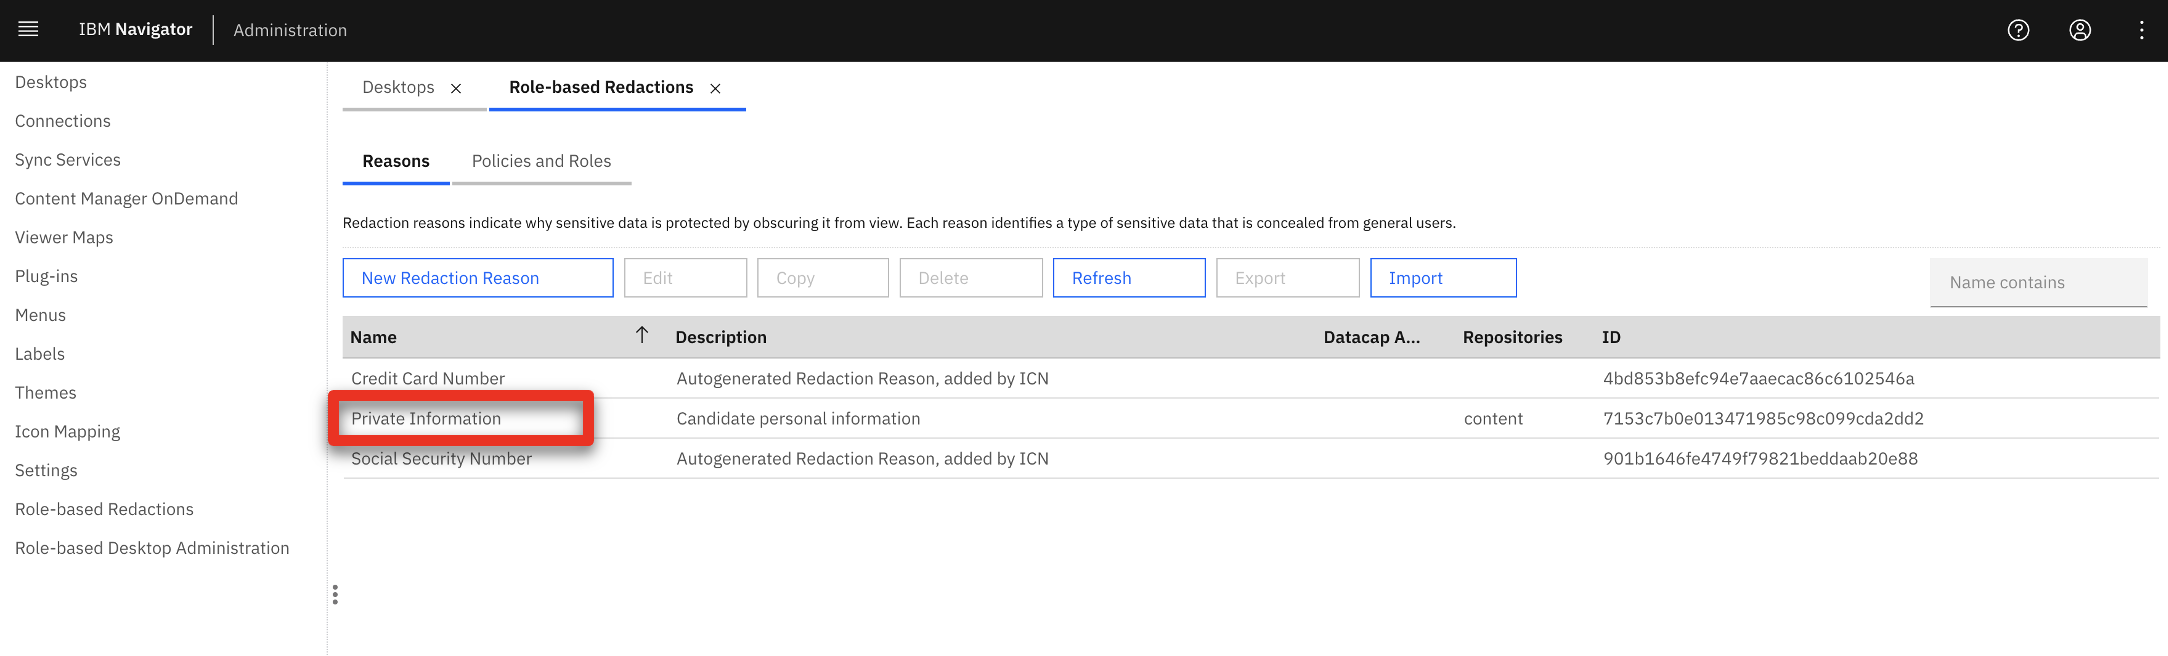 IBM Navigator Administration
Desktops
Connections
Sync Services
Content Manager OnDemand
Viewer Maps
Plug-ins
Menus
Labels
Themes
Icon Mapping
Settings
Role-based Redactions
Role-based Desktop Administration
Desktops Role-based Redactions
Reasons Policies and Roles
Redaction reasons indicate why sensitive data is protected by obscuring it from view. Each reason identifies a type of sensitive data that is concealed from general users.
New Redaction Reason Edit Copy Delete Refresh Export Import Name contains
Name Description Datacap A... Repositories ID
Credit Card Number Autogenerated Redaction Reason, added by ICN 4bd853b8efc94e7aaecac86c6102546a
Private Information Candidate personal information content 7153c7b0e013471985c98c099cda2dd2
Social Security Number Autogenerated Redaction Reason, added by ICN 901b1646fe4749f79821beddaab20e88